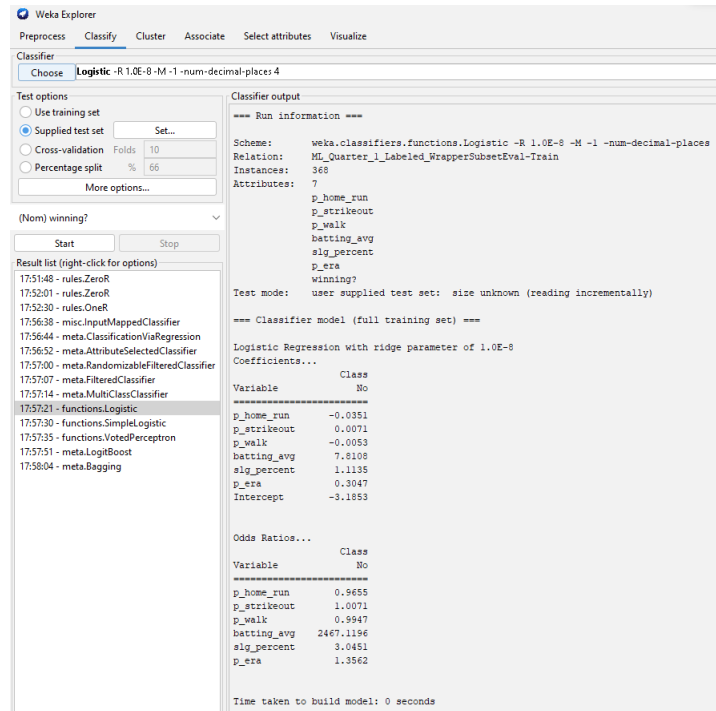 Weka Explorer
Preprocess Classify Cluster Associate Select attributes Visualize
Classifier
Choose Logistic -R 1.0E-8 -M -1 -num-decimal-places 4
Test options
Use training set
Supplied test set Set...
Cross-validation Folds 10
Percentage split % 66
More options...
(Nom) winning?
Start Stop
Result list (right-click for options)
17:51:48 - rules.ZeroR
17:52:01 - rules.ZeroR
17:52:30 - rules.OneR
17:56:38 - misc.InputMappedClassifier
17:56:44 - meta.ClassificationViaRegression
17:56:52 - meta.AttributeSelectedClassifier
17:57:00 - meta.RandomizableFilteredClassifier
17:57:07 - meta.FilteredClassifier
17:57:14 - meta.MultiClassClassifier
17:57:21 - functions.Logistic
17:57:30 - functions.SimpleLogistic
17:57:35 - functions.VotedPerceptron
17:57:51 - meta.LogitBoost
17:58:04 - meta.Bagging
Classifier output
=== Run information ===
Scheme: weka.classifiers.functions.Logistic -R 1.0E-8 -M -1 -num-decimal-places
Relation: ML_Quarter_1_Labeled_WrapperSubsetEval-Train
Instances: 368
Attributes: 7
p_home_run
p_strikeout
p_walk
batting_avg
slg_percent
p_era
winning?
Test mode: user supplied test set: size unknown (reading incrementally)
=== Classifier model (full training set) ===
Logistic Regression with ridge parameter of 1.0E-8
Coefficients...
Class
Variable No
========================
p_home_run -0.0351
p_strikeout 0.0071
p_walk -0.0053
batting_avg 7.8108
slg_percent 1.1135
p_era 0.3047
Intercept -3.1853
Odds Ratios...
Class
Variable No
========================
p_home_run 0.9655
p_strikeout 1.0071
p_walk 0.9947
batting_avg 2467.1196
slg_percent 3.0451
p_era 1.3562
Time taken to build model: 0 seconds